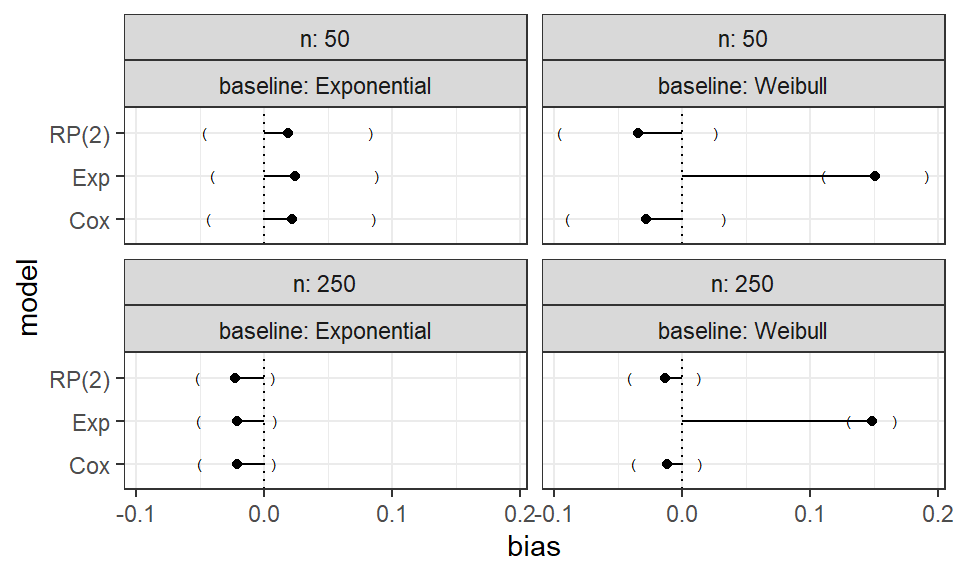 n: 50
n: 50
baseline: Exponential
baseline: Weibull
RP(2)
( )
( )
Exp
( )
( )
Cox
( )
( )
n: 250
n: 250
baseline: Exponential
baseline: Weibull
RP(2)
( )
( )
Exp
( )
( )
Cox
( )
( )
-0.1 0.0 0.1 0.2
-0.1 0.0 0.1 0.2
bias
model